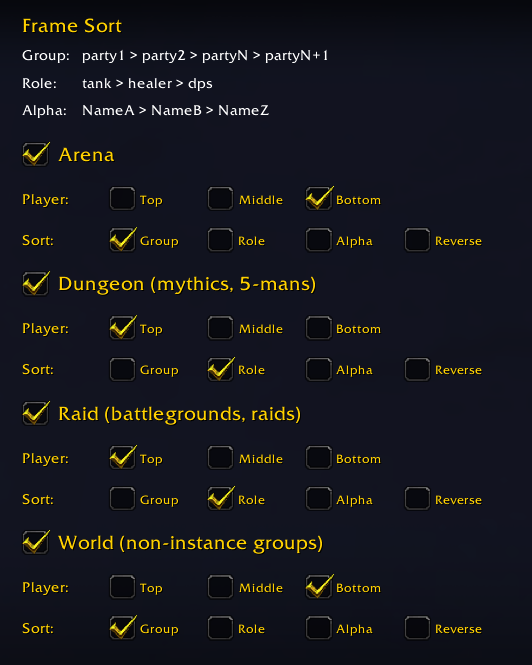 Frame Sort
Group: party1 > party2 > partyN > partyN+1
Role: tank > healer > dps
Alpha: NameA > NameB > NameZ
Arena
Player: Top Middle Bottom
Sort: Group Role Alpha Reverse
Dungeon (mythics, 5-mans)
Player: Top Middle Bottom
Sort: Group Role Alpha Reverse
Raid (battlegrounds, raids)
Player: Top Middle Bottom
Sort: Group Role Alpha Reverse
World (non-instance groups)
Player: Top Middle Bottom
Sort: Group Role Alpha Reverse